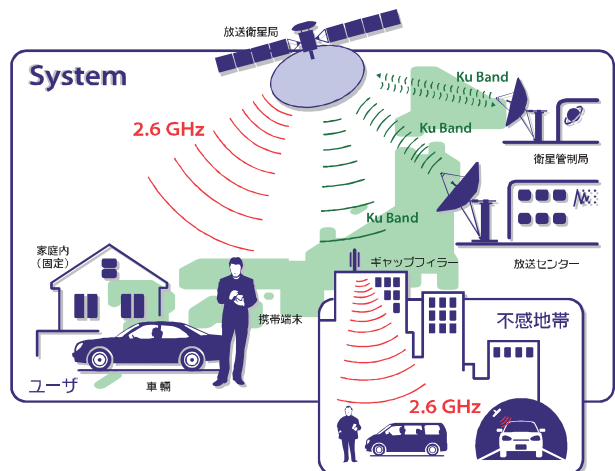 放送衛星局
System
Ku Band
2.6 GHz
Ku Band
衛星管制局
Ku Band
放送センター
家庭内
(固定)
ギャップフィラー
携帯端末
不感地帯
ユーザ
車輛
2.6 GHz